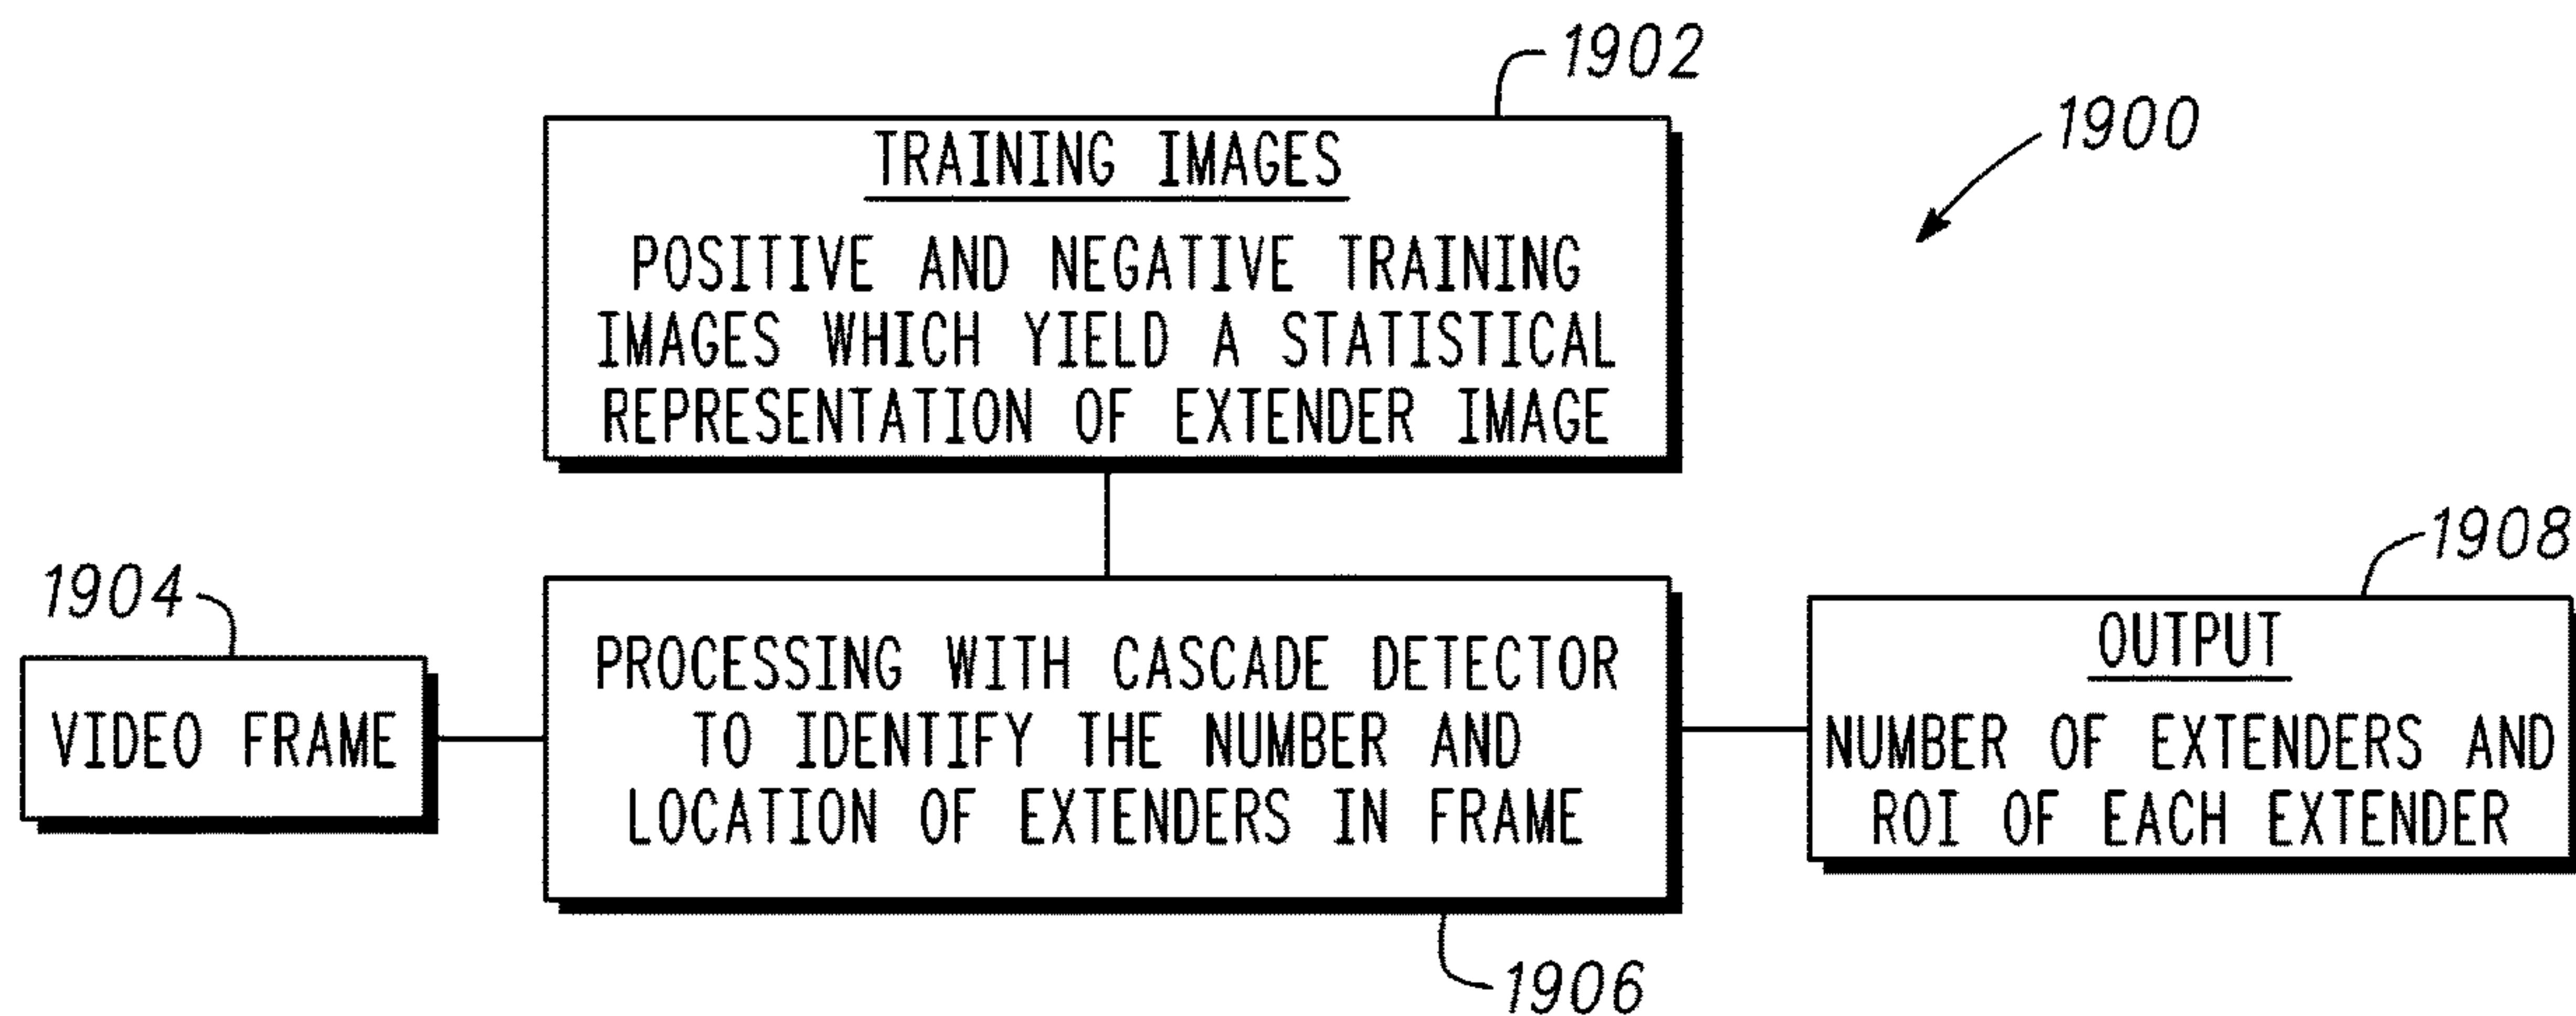 1902
1900
TRAINING IMAGES
POSITIVE AND NEGATIVE TRAINING
IMAGES WHICH YIELD A STATISTICAL
REPRESENTATION OF EXTENDER IMAGE
1904
VIDEO FRAME
PROCESSING WITH CASCADE DETECTOR
TO IDENTIFY THE NUMBER AND
LOCATION OF EXTENDERS IN FRAME
1906
1908
OUTPUT
NUMBER OF EXTENDERS AND
ROI OF EACH EXTENDER